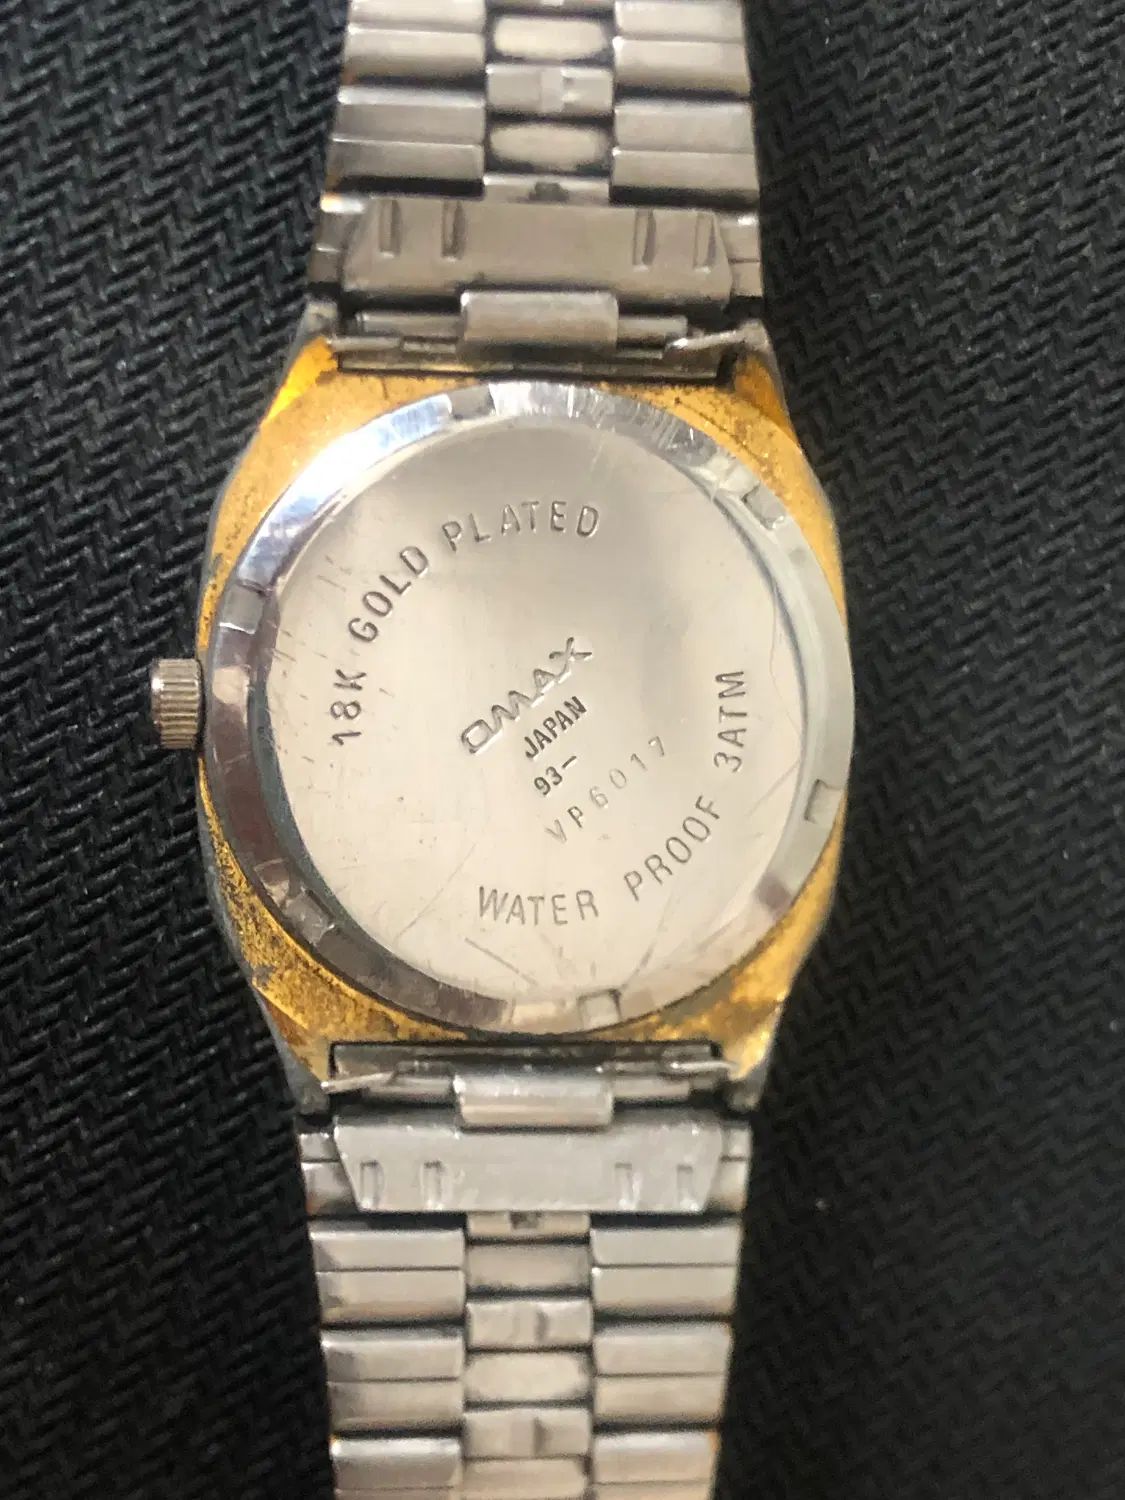 18K GOLD PLATED
OMAX
JAPAN
93-
VP6017
WATER PROOF 3ATM